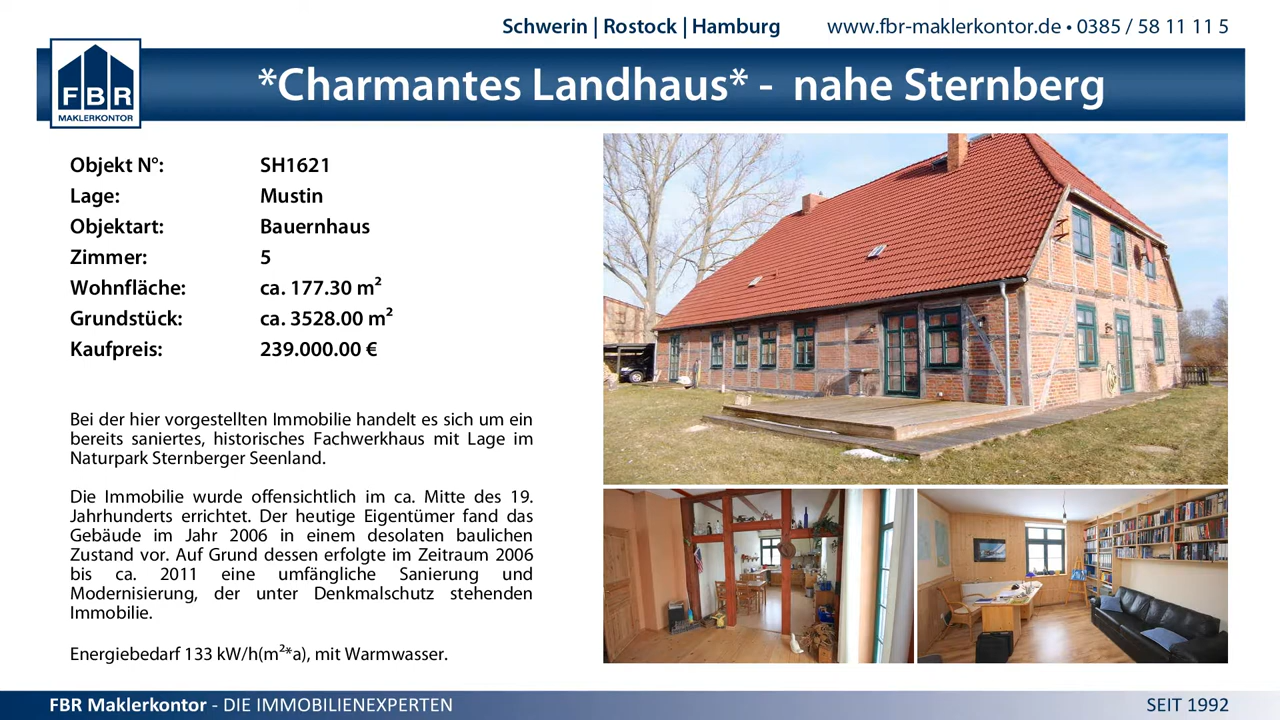 Schwerin | Rostock | Hamburg www.fbr-maklerkontor.de • 0385 / 58 11 11 5
FBR
MAKLERKONTOR
*Charmantes Landhaus* - nahe Sternberg
Objekt N°: SH1621
Lage: Mustin
Objektart: Bauernhaus
Zimmer: 5
Wohnfläche: ca. 177.30 m²
Grundstück: ca. 3528.00 m²
Kaufpreis: 239.000.00 €
Bei der hier vorgestellten Immobilie handelt es sich um ein
bereits saniertes, historisches Fachwerkhaus mit Lage im
Naturpark Sternberger Seenland.
Die Immobilie wurde offensichtlich im ca. Mitte des 19.
Jahrhunderts errichtet. Der heutige Eigentümer fand das
Gebäude im Jahr 2006 in einem desolaten baulichen
Zustand vor. Auf Grund dessen erfolgte im Zeitraum 2006
bis ca. 2011 eine umfängliche Sanierung und
Modernisierung, der unter Denkmalschutz stehenden
Immobilie.
Energiebedarf 133 kW/h(m²*a), mit Warmwasser.
FBR Maklerkontor - DIE IMMOBILIENEXPERTEN SEIT 1992